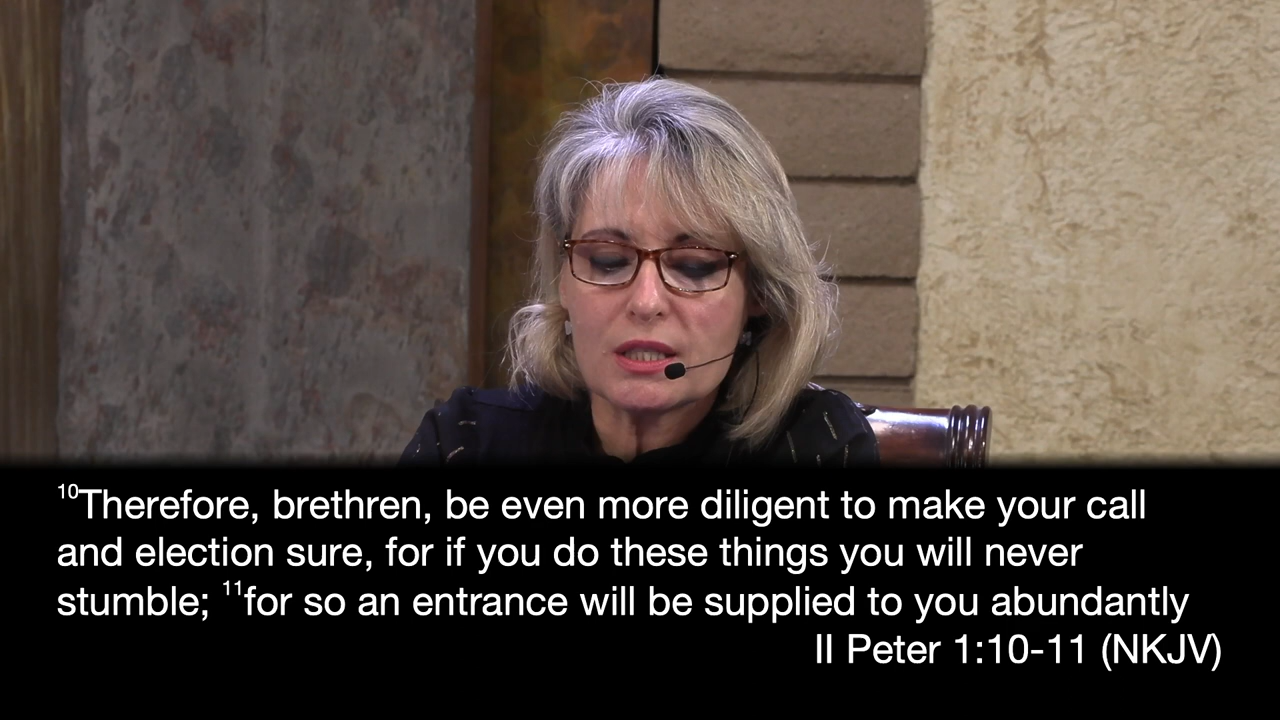 ¹⁰Therefore, brethren, be even more diligent to make your call
and election sure, for if you do these things you will never
stumble; ¹¹for so an entrance will be supplied to you abundantly
II Peter 1:10-11 (NKJV)